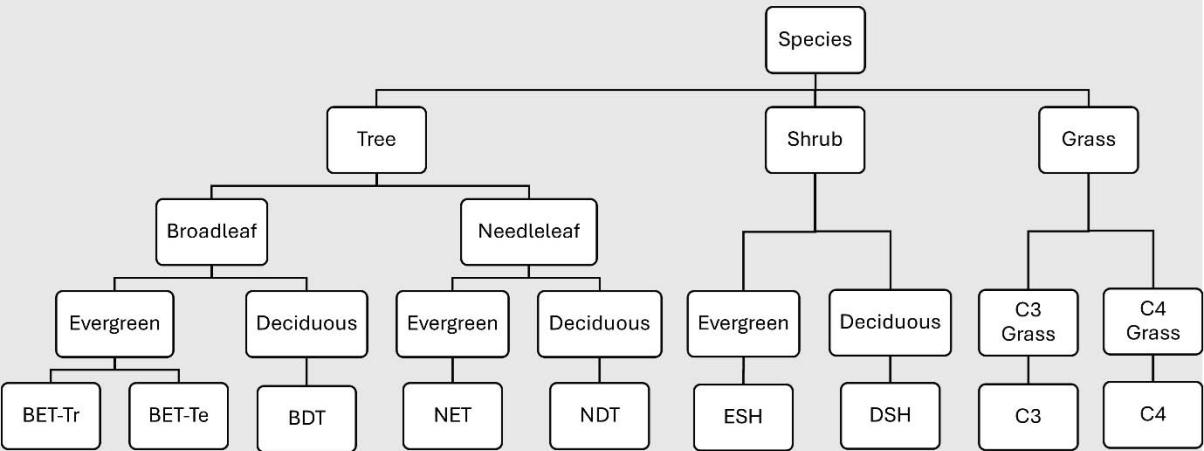 Species
Tree
Shrub
Grass
Broadleaf
Needleleaf
Evergreen
Deciduous
Evergreen
Deciduous
Evergreen
Deciduous
C3
Grass
C4
Grass
BET-Tr
BET-Te
BDT
NET
NDT
ESH
DSH
C3
C4